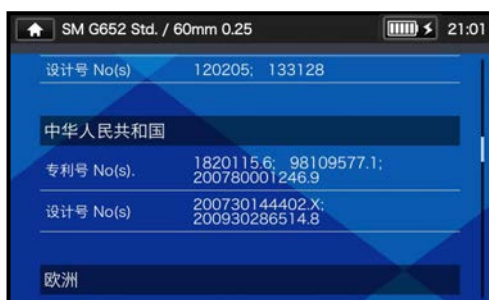 SM G652 Std. / 60mm 0.25 21:01
设计号 No(s) 120205; 133128
中华人民共和国
专利号 No(s). 1820115.6; 98109577.1;
200780001246.9
设计号 No(s) 200730144402.X;
200930286514.8
欧洲